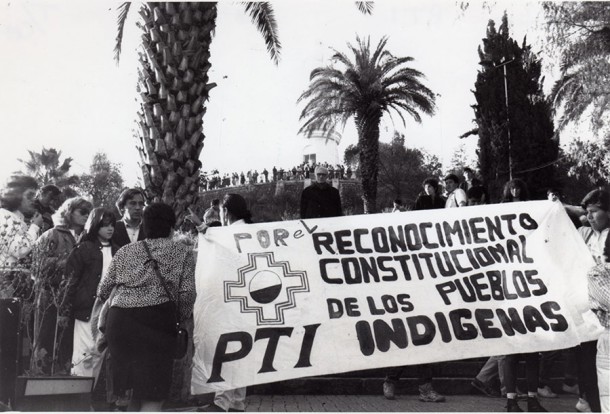 POR eL RECONOCIMIENTO
CONSTITUCIONAL
DE LOS PUEBLOS
INDIGENAS
PTI